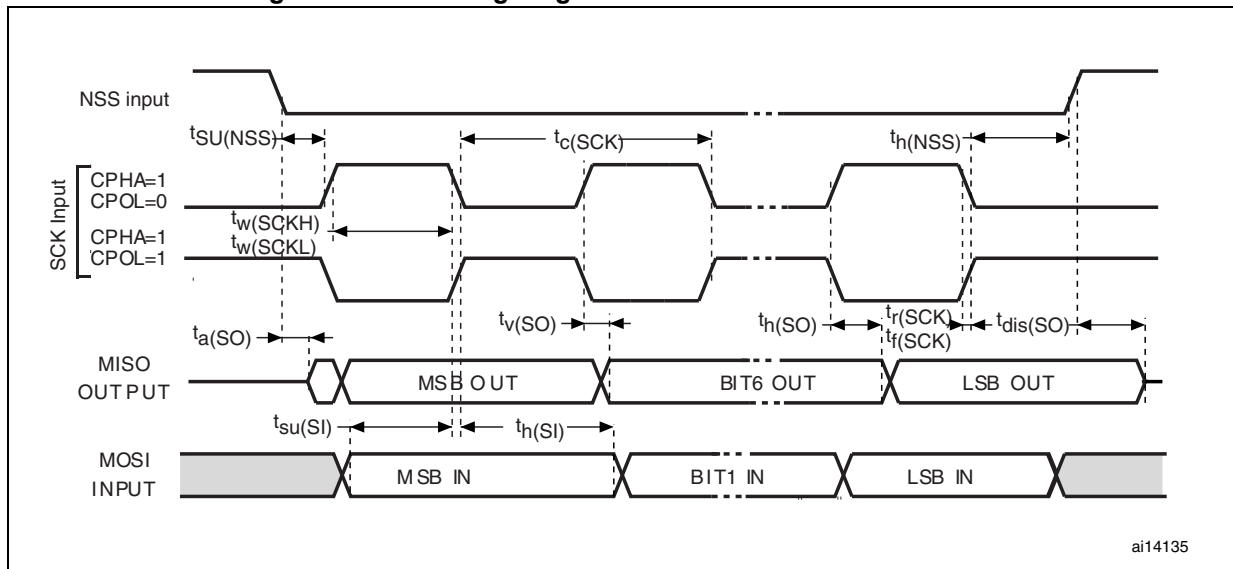 NSS input
tSU(NSS)
tc(SCK)
th(NSS)
SCK Input
CPHA=1
CPOL=0
tw(SCKH)
CPHA=1
tw(SCKL)
CPOL=1
ta(SO)
tv(SO)
th(SO)
tr(SCK)
tf(SCK)
tdis(SO)
MISO
OUTPUT
MSB OUT
BIT6 OUT
LSB OUT
tsu(SI)
th(SI)
MOSI
INPUT
MSB IN
BIT1 IN
LSB IN
ai14135